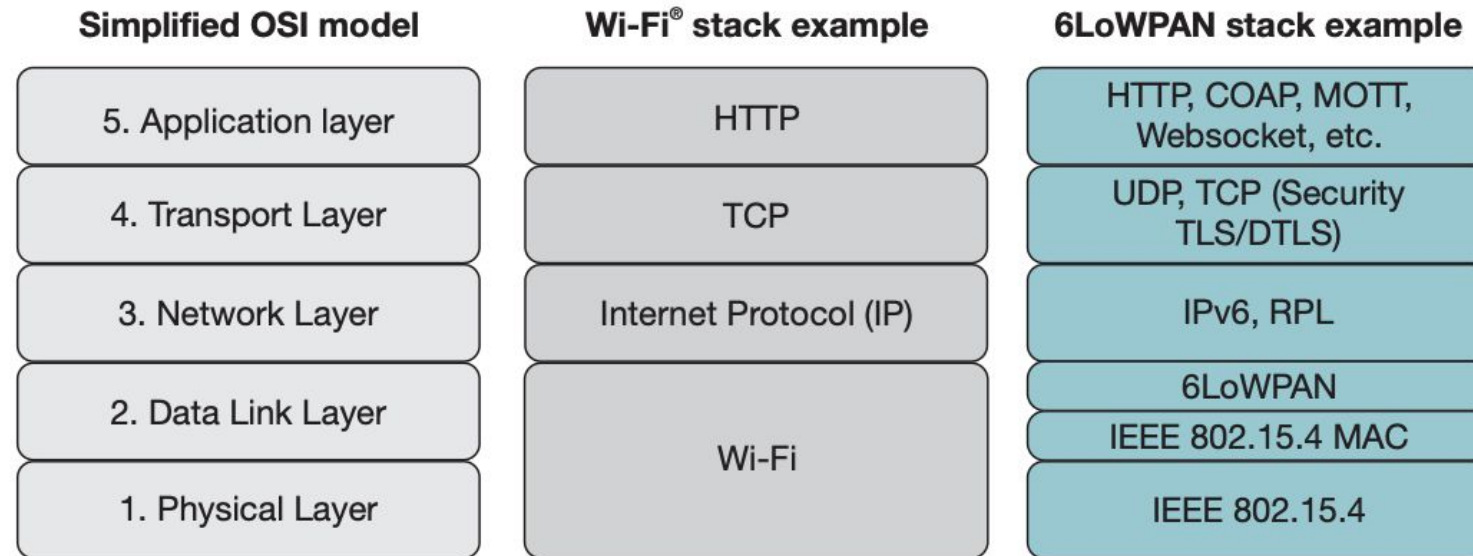 Simplified OSI model
5. Application layer
4. Transport Layer
3. Network Layer
2. Data Link Layer
1. Physical Layer
Wi-Fi® stack example
HTTP
TCP
Internet Protocol (IP)
Wi-Fi
6LoWPAN stack example
HTTP, COAP, MOTT,
Websocket, etc.
UDP, TCP (Security
TLS/DTLS)
IPv6, RPL
6LoWPAN
IEEE 802.15.4 MAC
IEEE 802.15.4